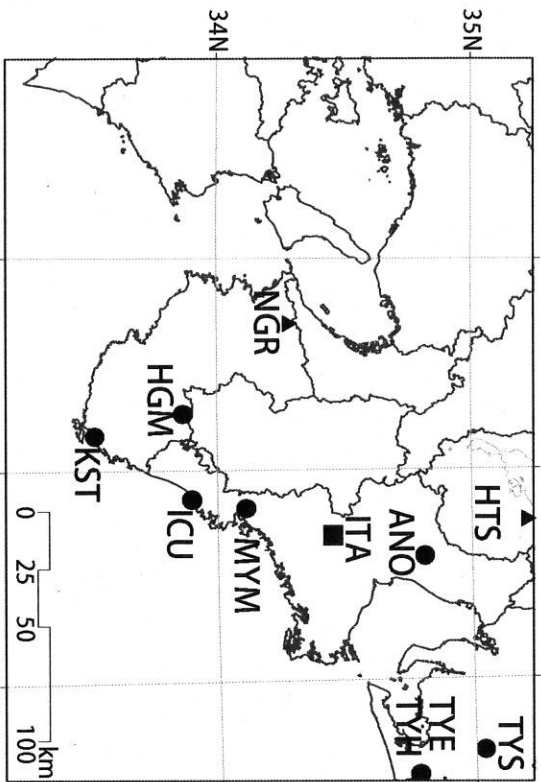 35N
34N
HTS
TYS
TYE
TYH
ANO
ITA
NGR
MYM
HGM
ICU
KST
0
25
50
100
km